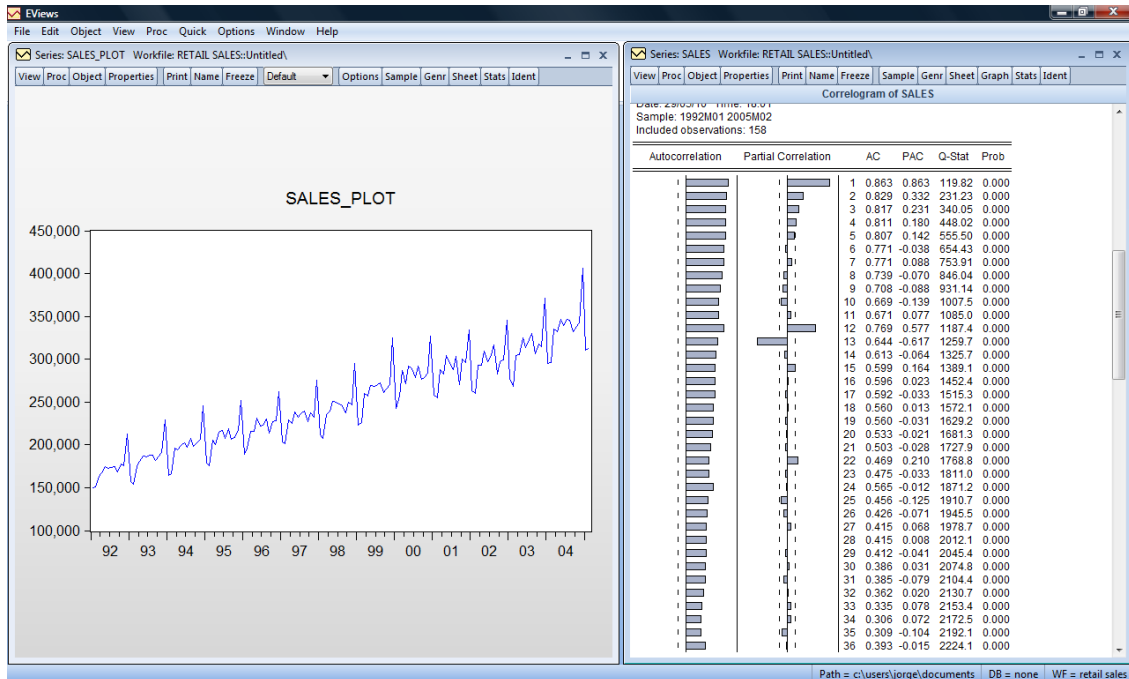 EViews
File Edit Object View Proc Quick Options Window Help
Series: SALES_PLOT Workfile: RETAIL SALES::Untitled\
View Proc Object Properties Print Name Freeze Default Options Sample Genr Sheet Stats Ident
SALES_PLOT
450,000
400,000
350,000
300,000
250,000
200,000
150,000
100,000
92 93 94 95 96 97 98 99 00 01 02 03 04
Series: SALES Workfile: RETAIL SALES::Untitled\
View Proc Object Properties Print Name Freeze Sample Genr Sheet Graph Stats Ident
Correlogram of SALES
Date: 29/05/10 Time: 18:01
Sample: 1992M01 2005M02
Included observations: 158
Autocorrelation Partial Correlation AC PAC Q-Stat Prob
1 0.863 0.863 119.82 0.000
2 0.829 0.332 231.23 0.000
3 0.817 0.231 340.05 0.000
4 0.811 0.180 448.02 0.000
5 0.807 0.142 555.50 0.000
6 0.771 -0.038 654.43 0.000
7 0.771 0.088 753.91 0.000
8 0.739 -0.070 846.04 0.000
9 0.708 -0.088 931.14 0.000
10 0.669 -0.139 1007.5 0.000
11 0.671 0.077 1085.0 0.000
12 0.769 0.577 1187.4 0.000
13 0.644 -0.617 1259.7 0.000
14 0.613 -0.064 1325.7 0.000
15 0.599 0.164 1389.1 0.000
16 0.596 0.023 1452.4 0.000
17 0.592 -0.033 1515.3 0.000
18 0.560 0.013 1572.1 0.000
19 0.560 -0.031 1629.2 0.000
20 0.533 -0.021 1681.3 0.000
21 0.503 -0.028 1727.9 0.000
22 0.469 0.210 1768.8 0.000
23 0.475 -0.033 1811.0 0.000
24 0.565 -0.012 1871.2 0.000
25 0.456 -0.125 1910.7 0.000
26 0.426 -0.071 1945.5 0.000
27 0.415 0.068 1978.7 0.000
28 0.415 0.008 2012.1 0.000
29 0.412 -0.041 2045.4 0.000
30 0.386 0.031 2074.8 0.000
31 0.385 -0.079 2104.4 0.000
32 0.362 0.020 2130.7 0.000
33 0.335 0.078 2153.4 0.000
34 0.306 0.072 2172.5 0.000
35 0.309 -0.104 2192.1 0.000
36 0.393 -0.015 2224.1 0.000
Path = c:\users\jorge\documents DB = none WF = retail sales